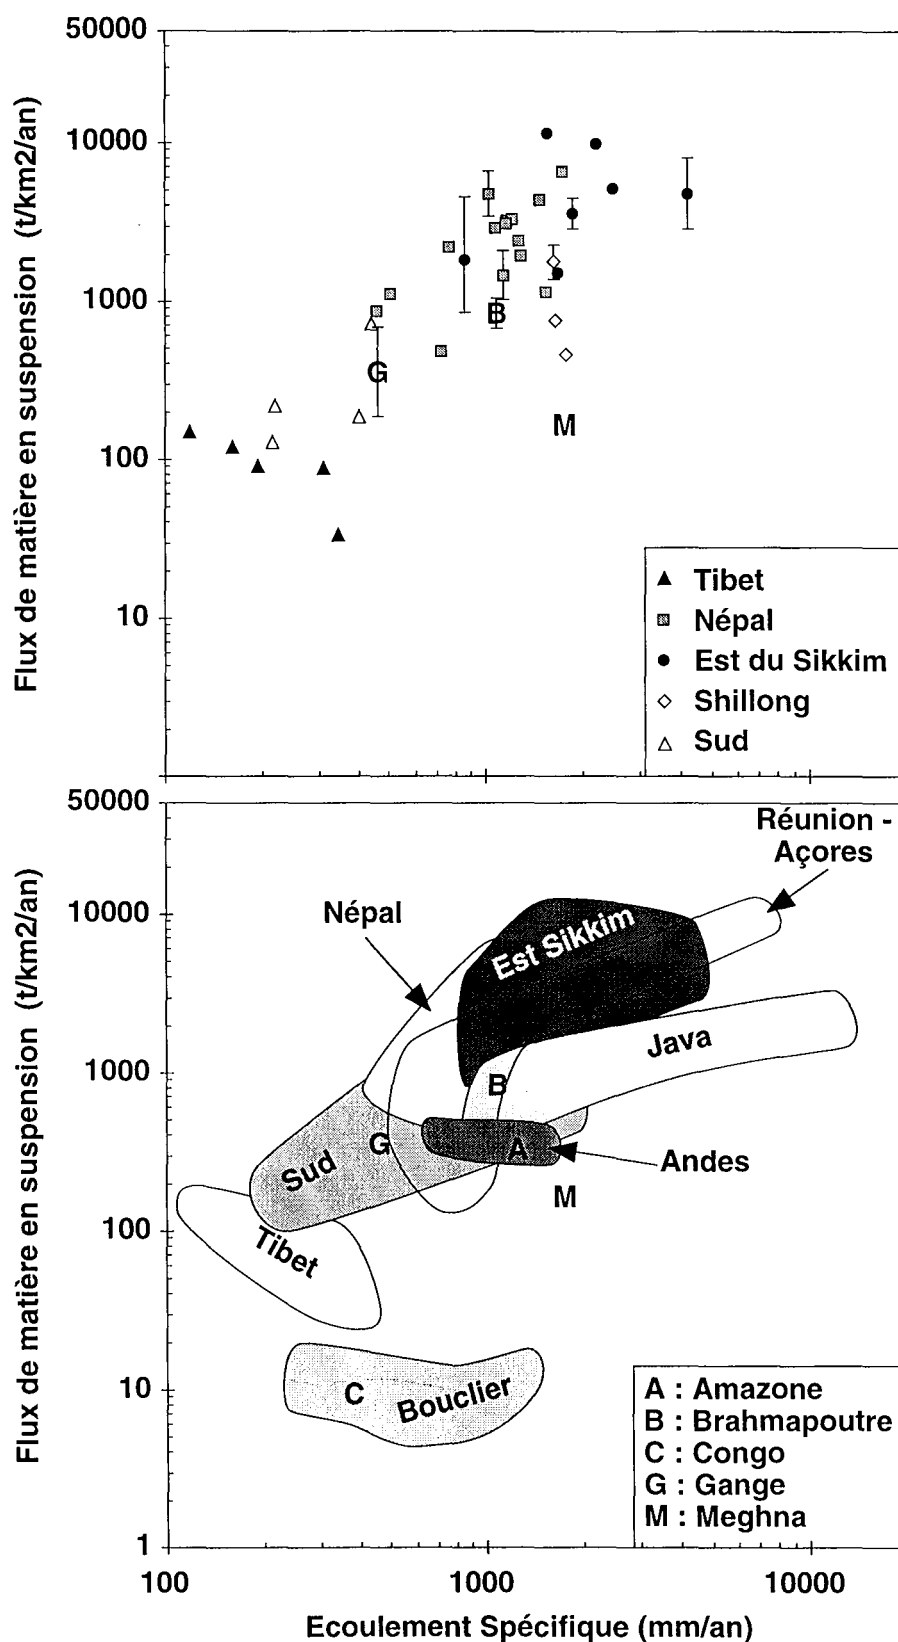 50000
10000
1000
100
10
Flux de matière en suspension (t/km2/an)
G
B
M
Tibet
Népal
Est du Sikkim
Shillong
Sud
50000
10000
1000
100
10
1
Flux de matière en suspension (t/km2/an)
Réunion -
Açores
Népal
Est Sikkim
Java
B
G
A
Andes
Sud
M
Tibet
C
Bouclier
A : Amazone
B : Brahmapoutre
C : Congo
G : Gange
M : Meghna
100
1000
10000
Ecoulement Spécifique (mm/an)